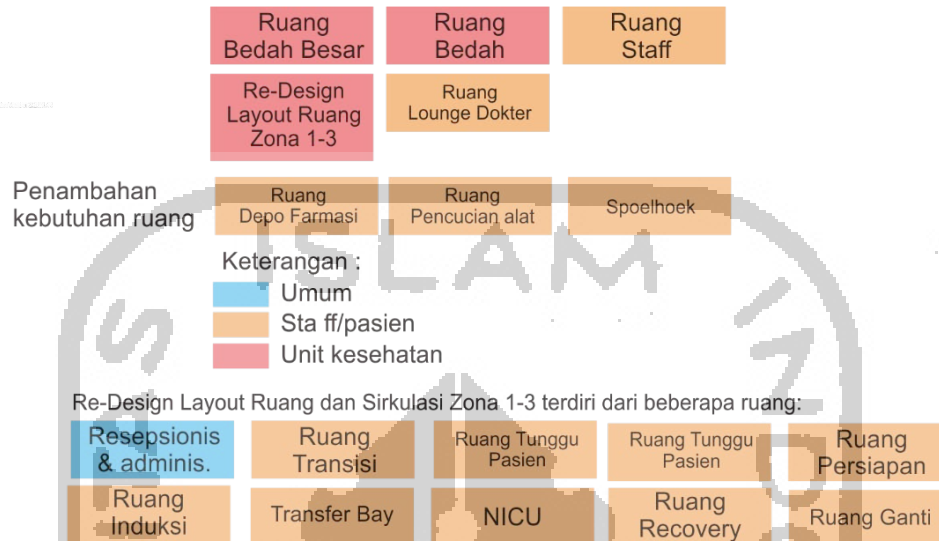 Ruang
Bedah Besar
Ruang
Bedah
Ruang
Staff
Re-Design
Layout Ruang
Zona 1-3
Ruang
Lounge Dokter
Penambahan
kebutuhan ruang
Ruang
Depo Farmasi
Ruang
Pencucian alat
Spoelhoek
ISLAM
Keterangan :
Umum
Sta ff/pasien
Unit kesehatan
Re-Design Layout Ruang dan Sirkulasi Zona 1-3 terdiri dari beberapa ruang:
Resepsionis
& adminis.
Ruang
Transisi
Ruang Tunggu
Pasien
Ruang Tunggu
Pasien
Ruang
Persiapan
Ruang
Induksi
Transfer Bay
NICU
Ruang
Recovery
Ruang Ganti